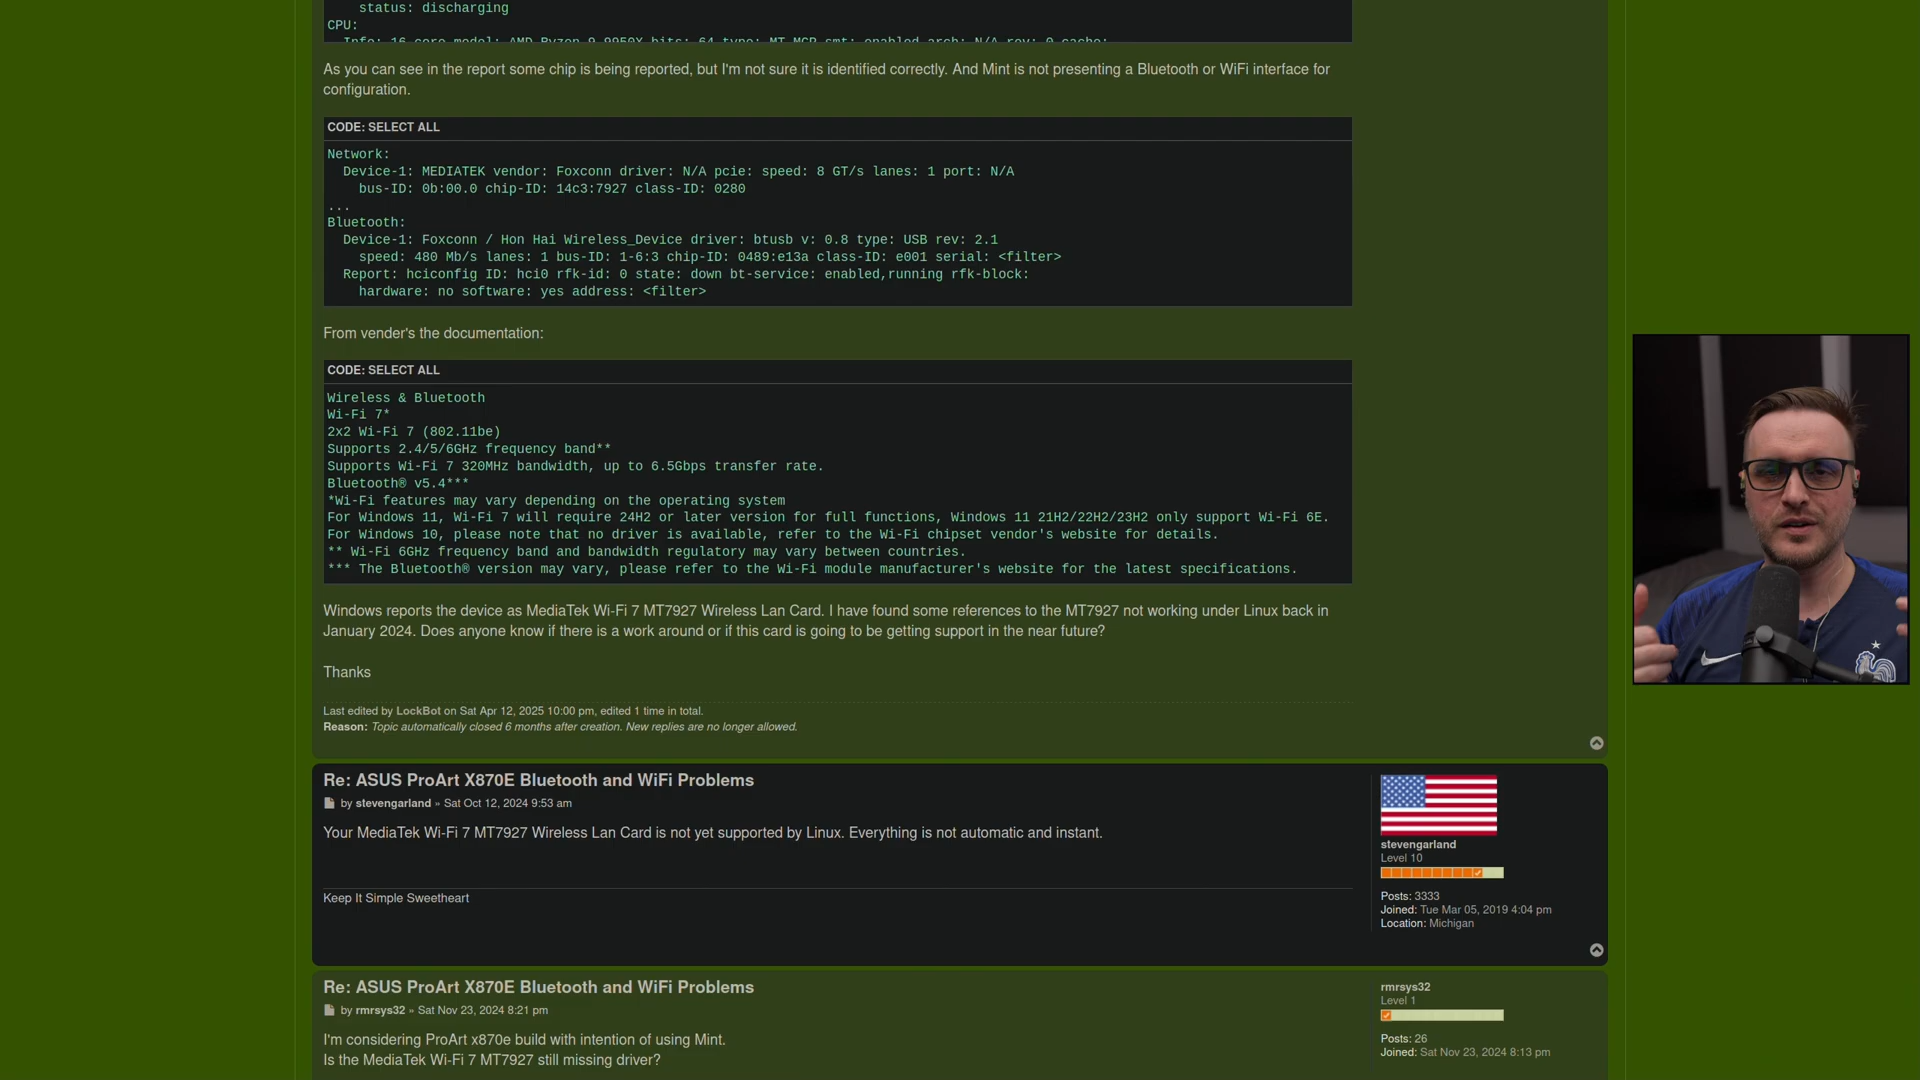 status: discharging
CPU:
Info: 16-core model: AMD Ryzen 9 9950X bits: 64 type: MT MCP smt: enabled arch: N/A rev: 0 cache:
As you can see in the report some chip is being reported, but I'm not sure it is identified correctly. And Mint is not presenting a Bluetooth or WiFi interface for
configuration.
CODE: SELECT ALL
Network:
Device-1: MEDIATEK vendor: Foxconn driver: N/A pcie: speed: 8 GT/s lanes: 1 port: N/A
bus-ID: 0b:00.0 chip-ID: 14c3:7927 class-ID: 0280
...
Bluetooth:
Device-1: Foxconn / Hon Hai Wireless_Device driver: btusb v: 0.8 type: USB rev: 2.1
speed: 480 Mb/s lanes: 1 bus-ID: 1-6:3 chip-ID: 0489:e13a class-ID: e001 serial: <filter>
Report: hciconfig ID: hci0 rfk-id: 0 state: down bt-service: enabled,running rfk-block:
hardware: no software: yes address: <filter>
From vender's the documentation:
CODE: SELECT ALL
Wireless & Bluetooth
Wi-Fi 7*
2x2 Wi-Fi 7 (802.11be)
Supports 2.4/5/6GHz frequency band**
Supports Wi-Fi 7 320MHz bandwidth, up to 6.5Gbps transfer rate.
Bluetooth® v5.4***
*Wi-Fi features may vary depending on the operating system
For Windows 11, Wi-Fi 7 will require 24H2 or later version for full functions, Windows 11 21H2/22H2/23H2 only support Wi-Fi 6E.
For Windows 10, please note that no driver is available, refer to the Wi-Fi chipset vendor's website for details.
** Wi-Fi 6GHz frequency band and bandwidth regulatory may vary between countries.
*** The Bluetooth® version may vary, please refer to the Wi-Fi module manufacturer's website for the latest specifications.
Windows reports the device as MediaTek Wi-Fi 7 MT7927 Wireless Lan Card. I have found some references to the MT7927 not working under Linux back in
January 2024. Does anyone know if there is a work around or if this card is going to be getting support in the near future?
Thanks
Last edited by LockBot on Sat Apr 12, 2025 10:00 pm, edited 1 time in total.
Reason: Topic automatically closed 6 months after creation. New replies are no longer allowed.
Re: ASUS ProArt X870E Bluetooth and WiFi Problems
by stevengarland » Sat Oct 12, 2024 9:53 am
Your MediaTek Wi-Fi 7 MT7927 Wireless Lan Card is not yet supported by Linux. Everything is not automatic and instant.
Keep It Simple Sweetheart
stevengarland
Level 10
Posts: 3333
Joined: Tue Mar 05, 2019 4:04 pm
Location: Michigan
Re: ASUS ProArt X870E Bluetooth and WiFi Problems
by rmrsys32 » Sat Nov 23, 2024 8:21 pm
I'm considering ProArt x870e build with intention of using Mint.
Is the MediaTek Wi-Fi 7 MT7927 still missing driver?
rmrsys32
Level 1
Posts: 26
Joined: Sat Nov 23, 2024 8:13 pm